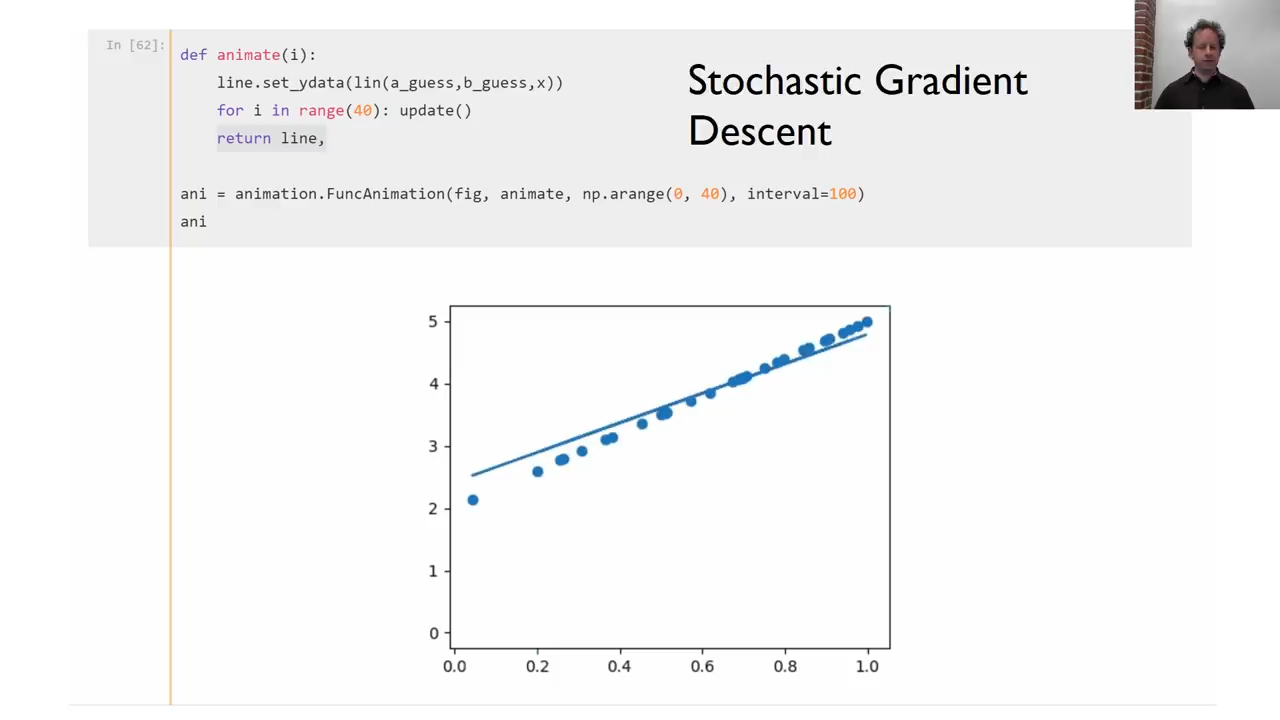 In [62]:
def animate(i):
    line.set_ydata(lin(a_guess,b_guess,x))
    for i in range(40): update()
    return line,
ani = animation.FuncAnimation(fig, animate, np.arange(0, 40), interval=100)
ani
Stochastic Gradient
Descent
5
4
3
2
1
0
0.0 0.2 0.4 0.6 0.8 1.0